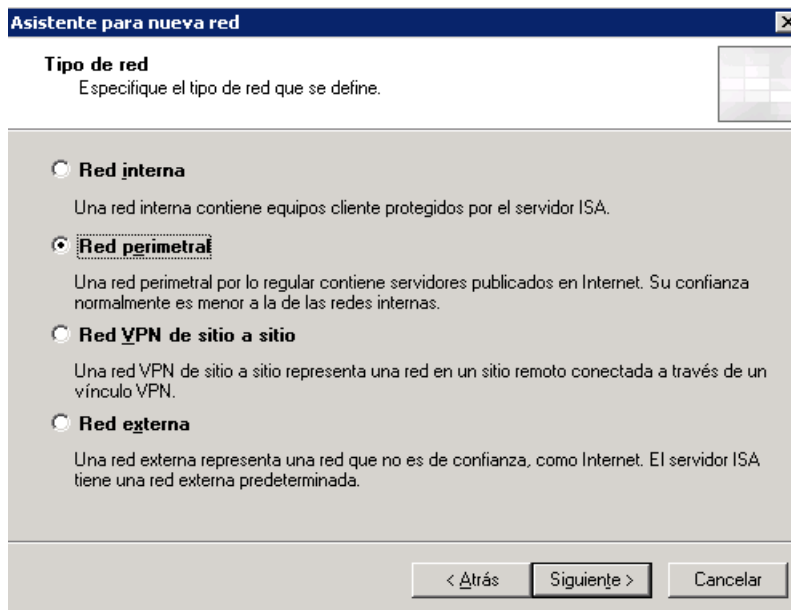 Asistente para nueva red
Tipo de red
Especifique el tipo de red que se define.
Red interna
Una red interna contiene equipos cliente protegidos por el servidor ISA.
Red perimetral
Una red perimetral por lo regular contiene servidores publicados en Internet. Su confianza
normalmente es menor a la de las redes internas.
Red VPN de sitio a sitio
Una red VPN de sitio a sitio representa una red en un sitio remoto conectada a través de un
vínculo VPN.
Red externa
Una red externa representa una red que no es de confianza, como Internet. El servidor ISA
tiene una red externa predeterminada.
< Atrás Siguiente > Cancelar